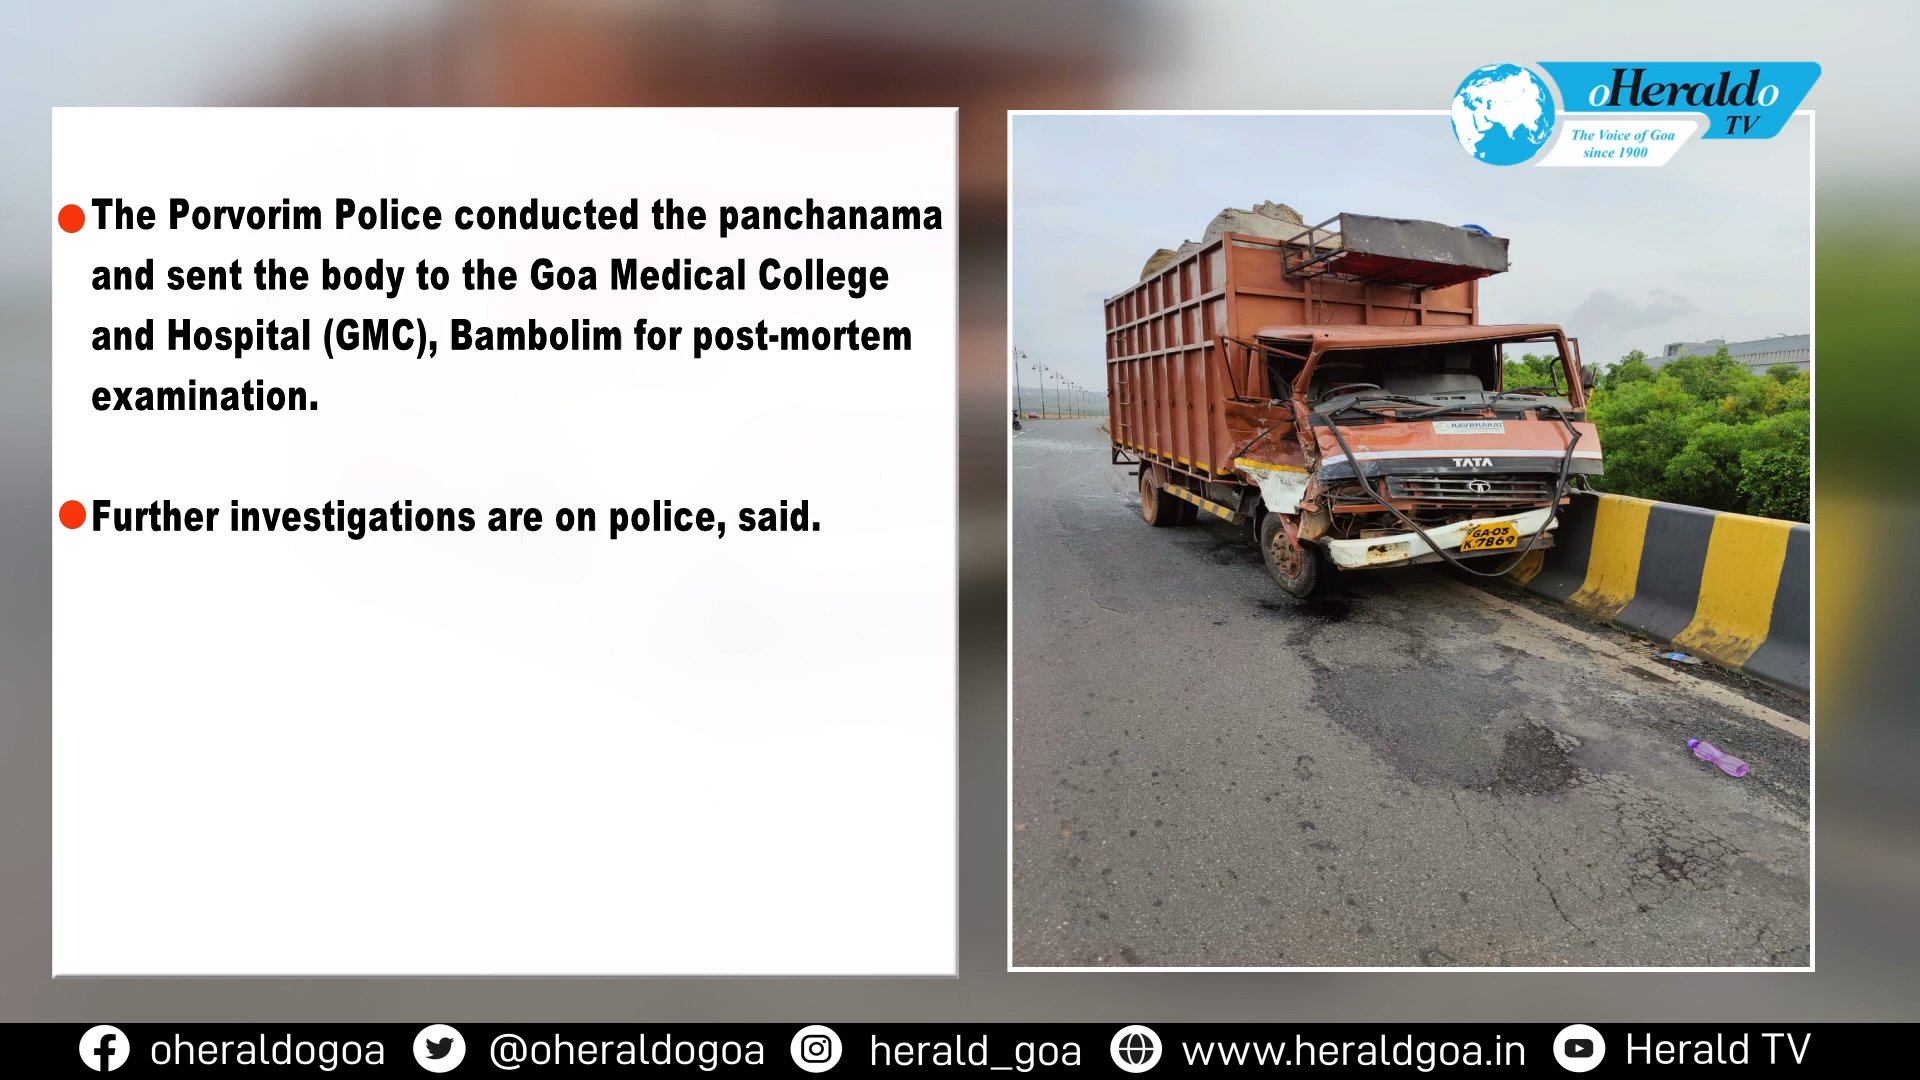 The Porvorim Police conducted the panchanama
and sent the body to the Goa Medical College
and Hospital (GMC), Bambolim for post-mortem
examination.
Further investigations are on police, said.
oHeraldo
TV
The Voice of Goa
since 1900
NAVBHARAT
TATA
GA-03
K.7869
oheraldogoa
@oheraldogoa
herald_goa
www.heraldgoa.in
Herald TV